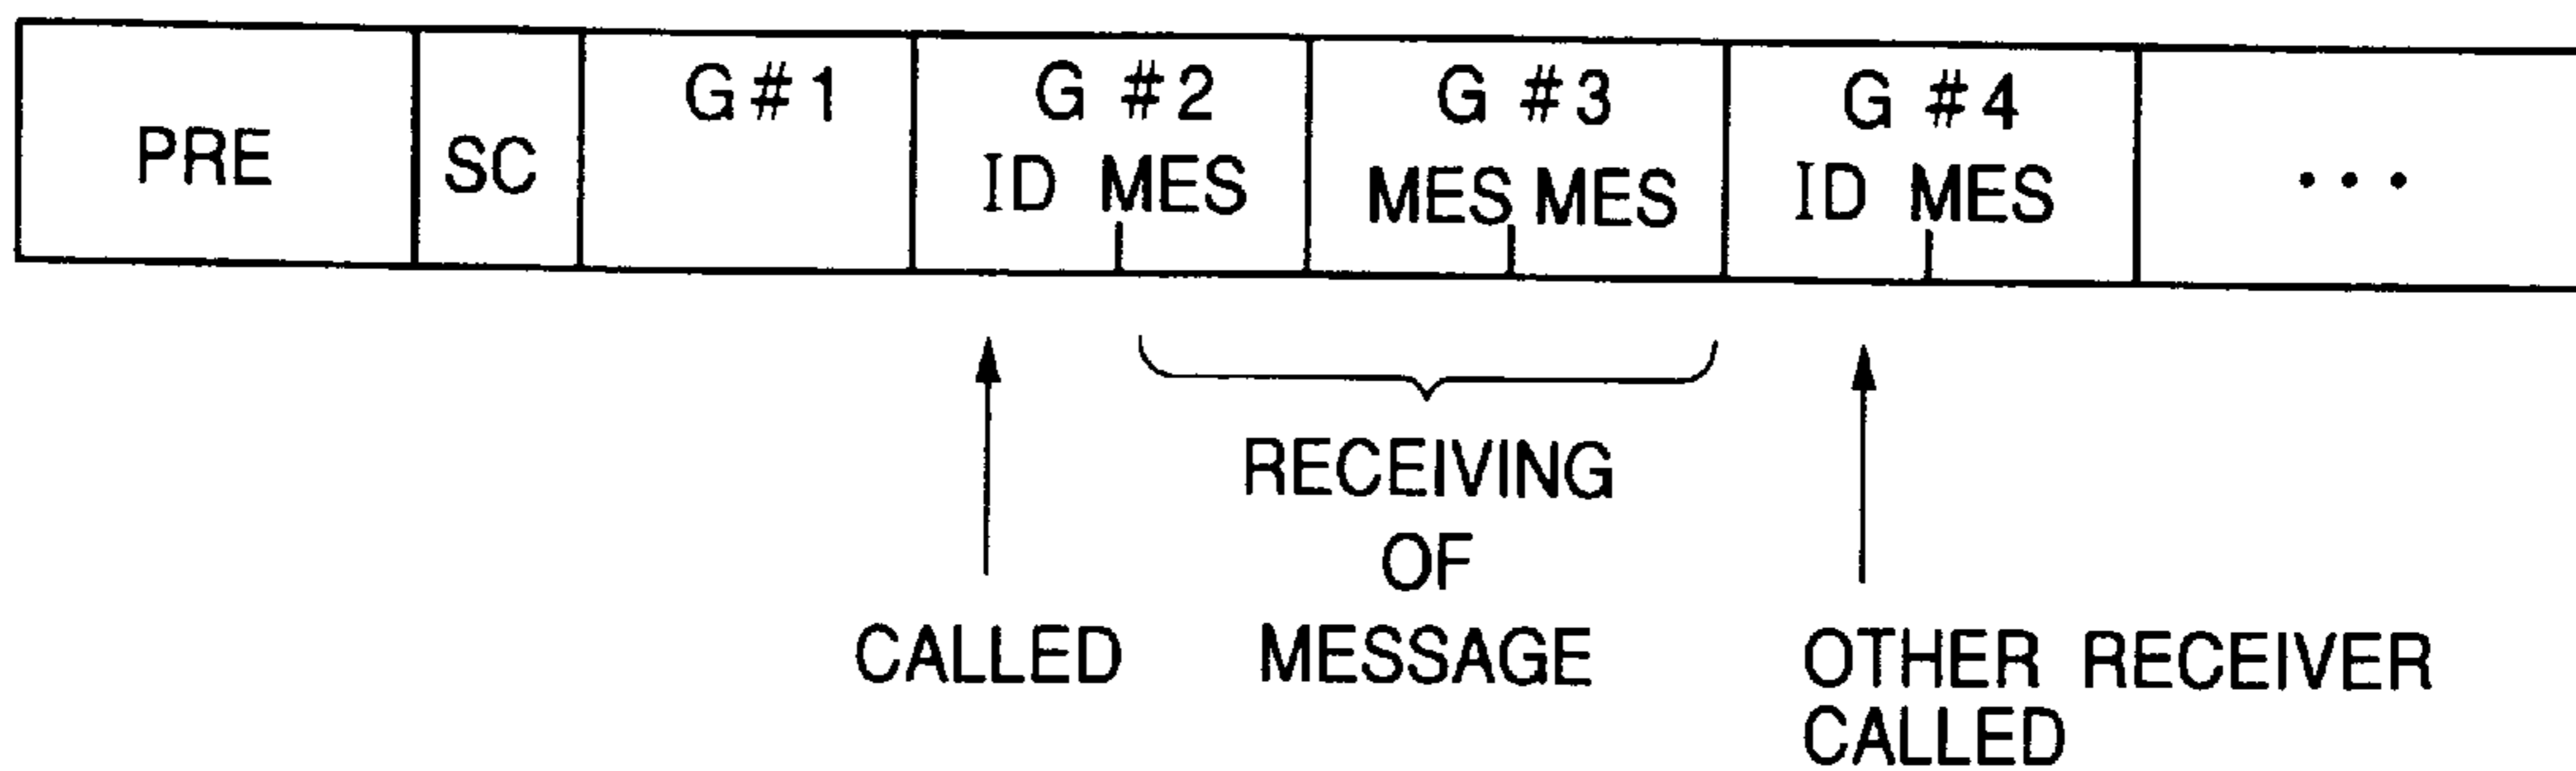 PRE
SC
G#1
G #2
ID MES
G #3
MES MES
G #4
ID MES
...
CALLED
RECEIVING
OF
MESSAGE
OTHER RECEIVER
CALLED